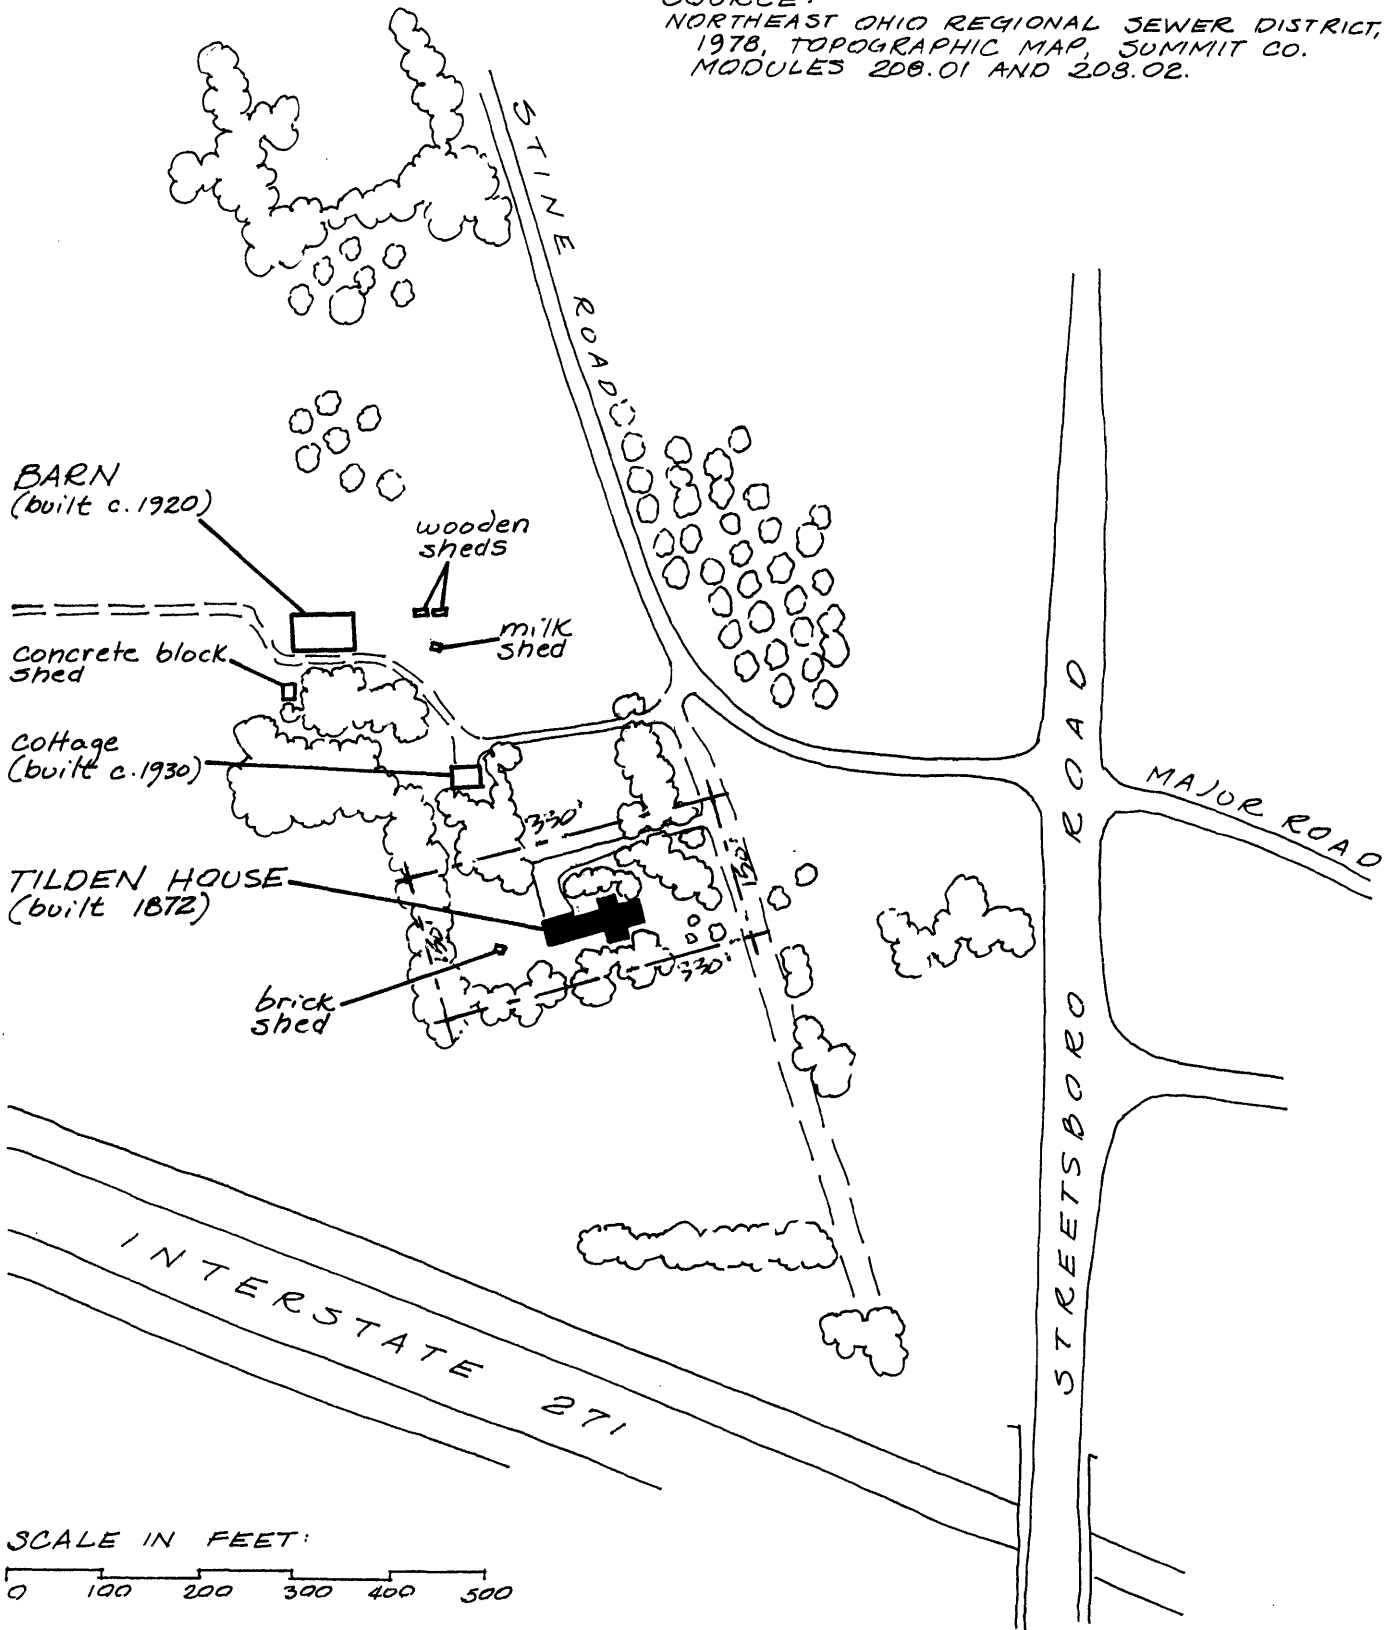 SOURCE:
NORTHEAST OHIO REGIONAL SEWER DISTRICT,
1978, TOPOGRAPHIC MAP, SUMMIT CO.
MODULES 208.01 AND 208.02.
STINE ROAD
BARN
(built c. 1920)
wooden
sheds
milk
shed
concrete block
shed
cottage
(built c. 1930)
MAJOR ROAD
330'
150'
TILDEN HOUSE
(built 1872)
330'
brick
shed
STREETSBORO ROAD
INTERSTATE 271
SCALE IN FEET:
0 100 200 300 400 500